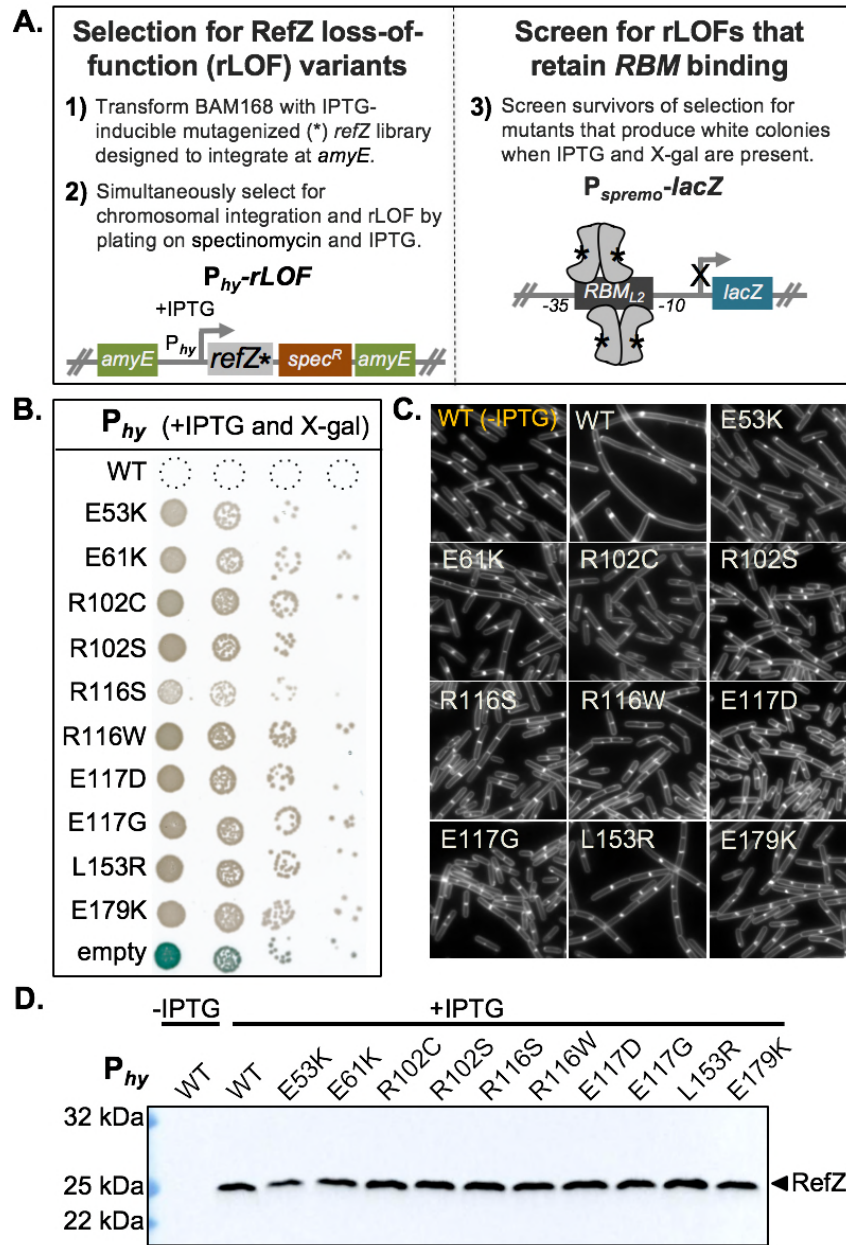 A.
Selection for RefZ loss-of-
function (rLOF) variants
1) Transform BAM168 with IPTG-
inducible mutagenized (*) refZ library
designed to integrate at amyE.
2) Simultaneously select for
chromosomal integration and rLOF by
plating on spectinomycin and IPTG.
Phy-rLOF
+IPTG
Phy
amyE refZ* specR amyE
Screen for rLOFs that
retain RBM binding
3) Screen survivors of selection for
mutants that produce white colonies
when IPTG and X-gal are present.
Pspremo-lacZ
* *
X
-35 RBML2 -10 lacZ
* *
B.
Phy (+IPTG and X-gal)
WT
E53K
E61K
R102C
R102S
R116S
R116W
E117D
E117G
L153R
E179K
empty
C.
WT (-IPTG) WT E53K
E61K R102C R102S
R116S R116W E117D
E117G L153R E179K
D.
-IPTG +IPTG
Phy WT WT E53K E61K R102C R102S R116S R116W E117D E117G L153R E179K
32 kDa
25 kDa
22 kDa
RefZ